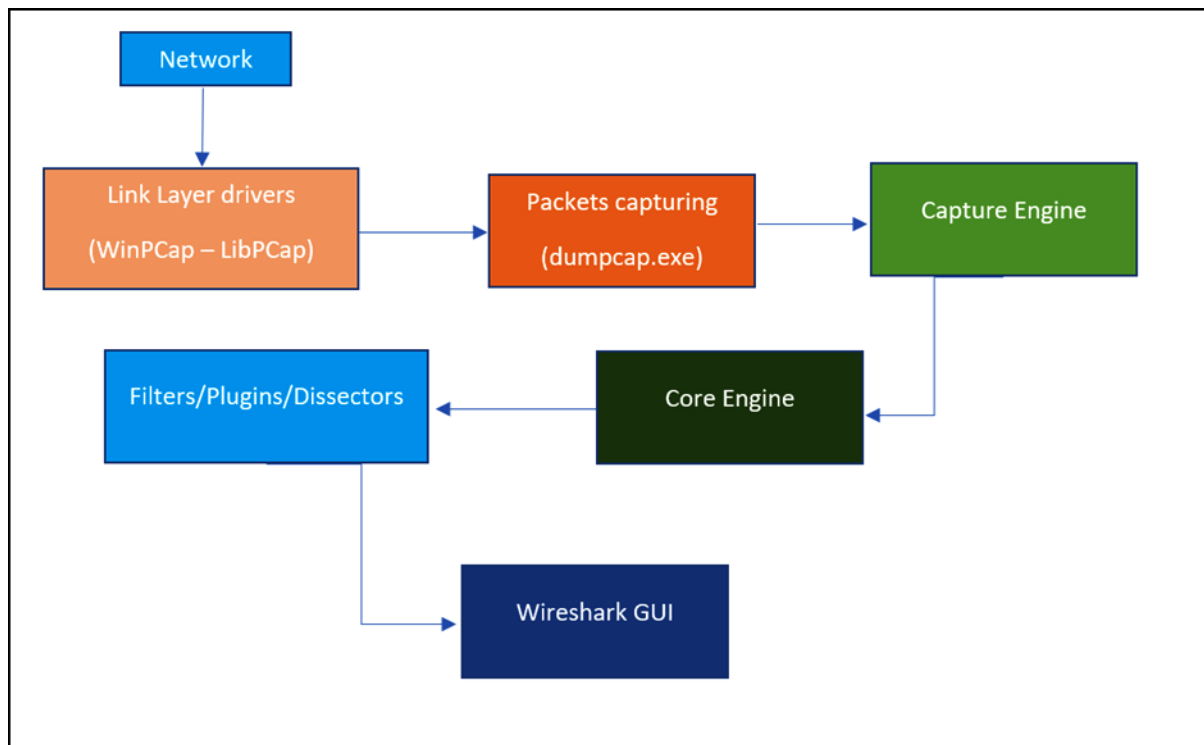 Network
Link Layer drivers
(WinPCap – LibPCap)
Packets capturing
(dumpcap.exe)
Capture Engine
Filters/Plugins/Dissectors
Core Engine
Wireshark GUI